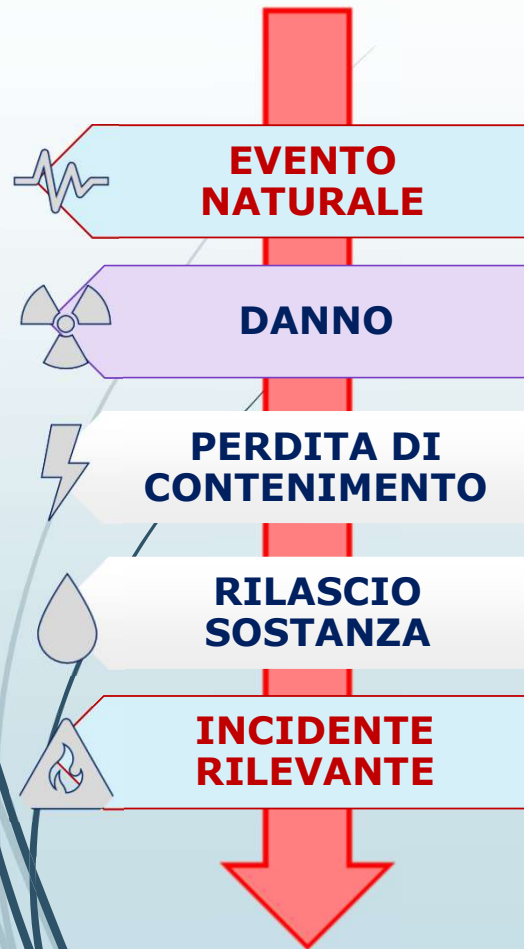 EVENTO
NATURALE
DANNO
PERDITA DI
CONTENIMENTO
RILASCIO
SOSTANZA
INCIDENTE
RILEVANTE